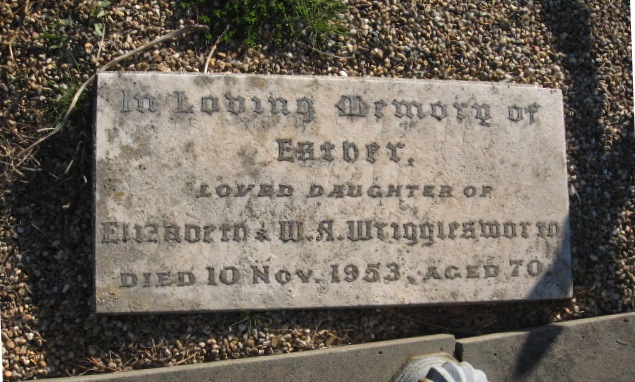 In Loving Memory of
Esther,
LOVED DAUGHTER OF
Elizabeth & W. A. Wrigglesworth
DIED 10 NOV. 1953, AGED 70.